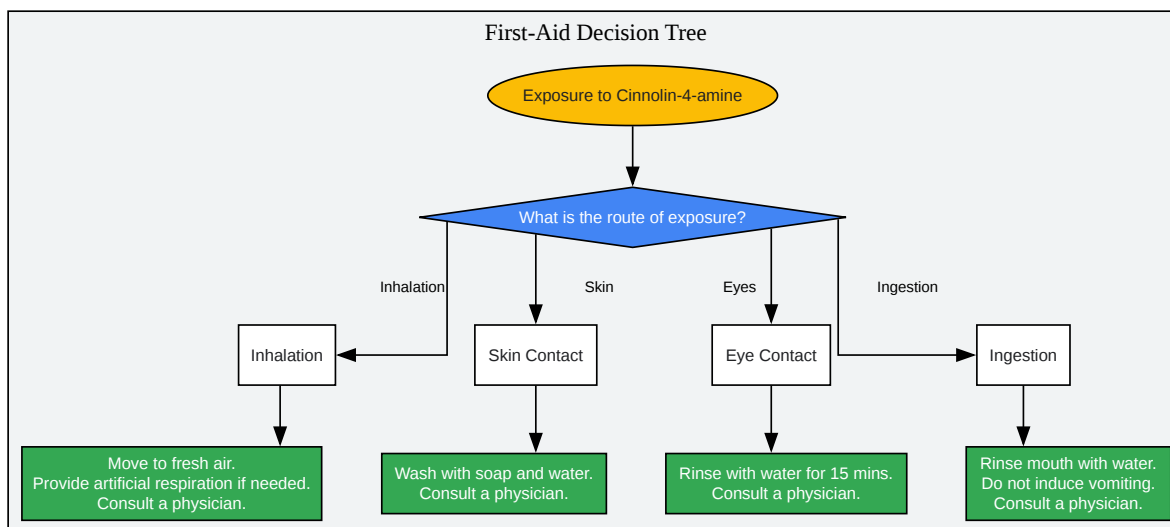 First-Aid Decision Tree
Exposure to Cinnolin-4-amine
What is the route of exposure?
Inhalation
Skin
Eyes
Ingestion
Inhalation
Skin Contact
Eye Contact
Ingestion
Move to fresh air.
Provide artificial respiration if needed.
Consult a physician.
Wash with soap and water.
Consult a physician.
Rinse with water for 15 mins.
Consult a physician.
Rinse mouth with water.
Do not induce vomiting.
Consult a physician.